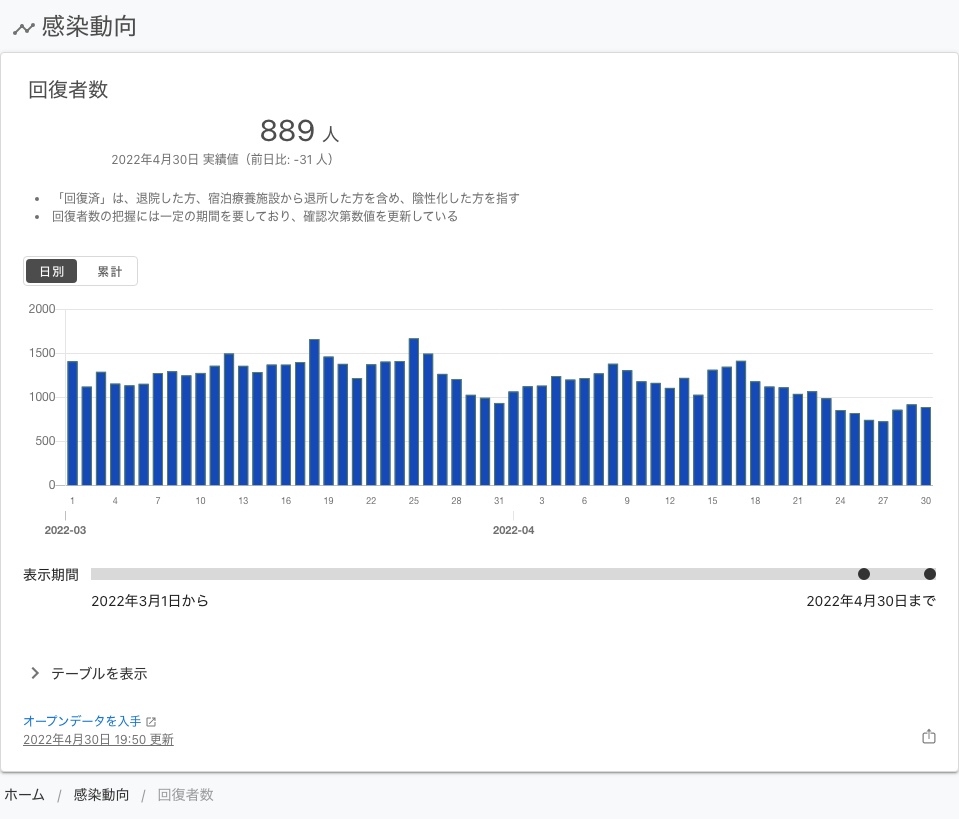 感染動向
回復者数
889 人
2022年4月30日 実績値（前日比: -31 人）
• 「回復済」は、退院した方、宿泊療養施設から退所した方を含め、陰性化した方を指す
• 回復者数の把握には一定の期間を要しており、確認次第数値を更新している
日別 累計
2000
1500
1000
500
0
1 4 7 10 13 16 19 22 25 28 31 3 6 9 12 15 18 21 24 27 30
2022-03 2022-04
表示期間
2022年3月1日から 2022年4月30日まで
テーブルを表示
オープンデータを入手
2022年4月30日 19:50 更新
ホーム / 感染動向 / 回復者数